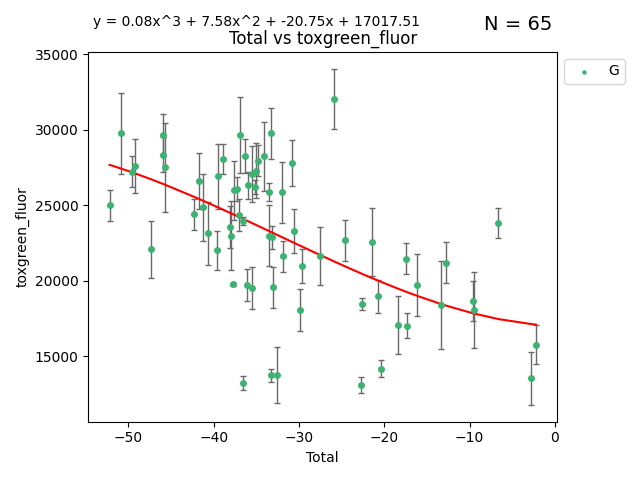 y = 0.08x^3 + 7.58x^2 + -20.75x + 17017.51
N = 65
Total vs toxgreen_fluor
G
35000
30000
25000
20000
15000
toxgreen_fluor
−50 −40 −30 −20 −10 0
Total